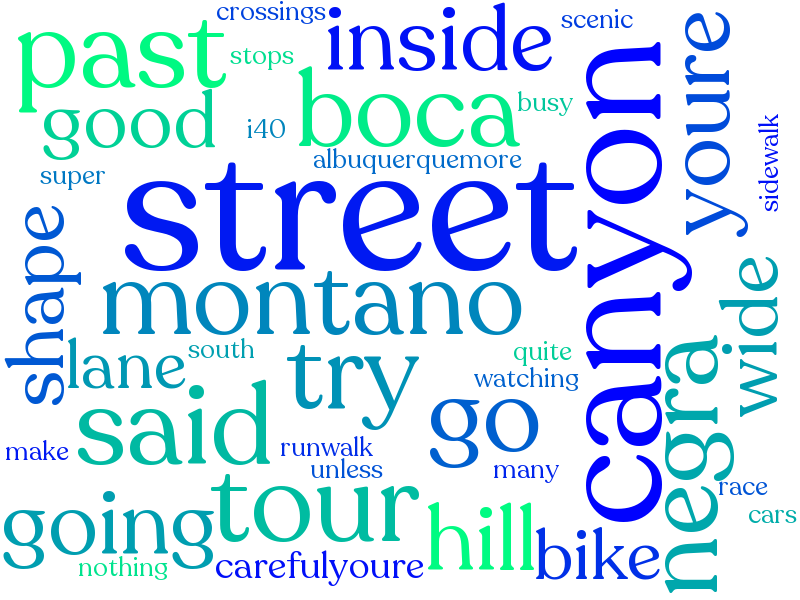 crossings
scenic
past
inside
youre
stops
canyon
boca
good
busy
i40
sidewalk
albuquerquemore
super
street
shape
wide
montano
negra
lane
south
try
quite
watching
said
go
make
runwalk
unless
many
race
tour
cars
going
hill
bike
nothing
carefulyoure